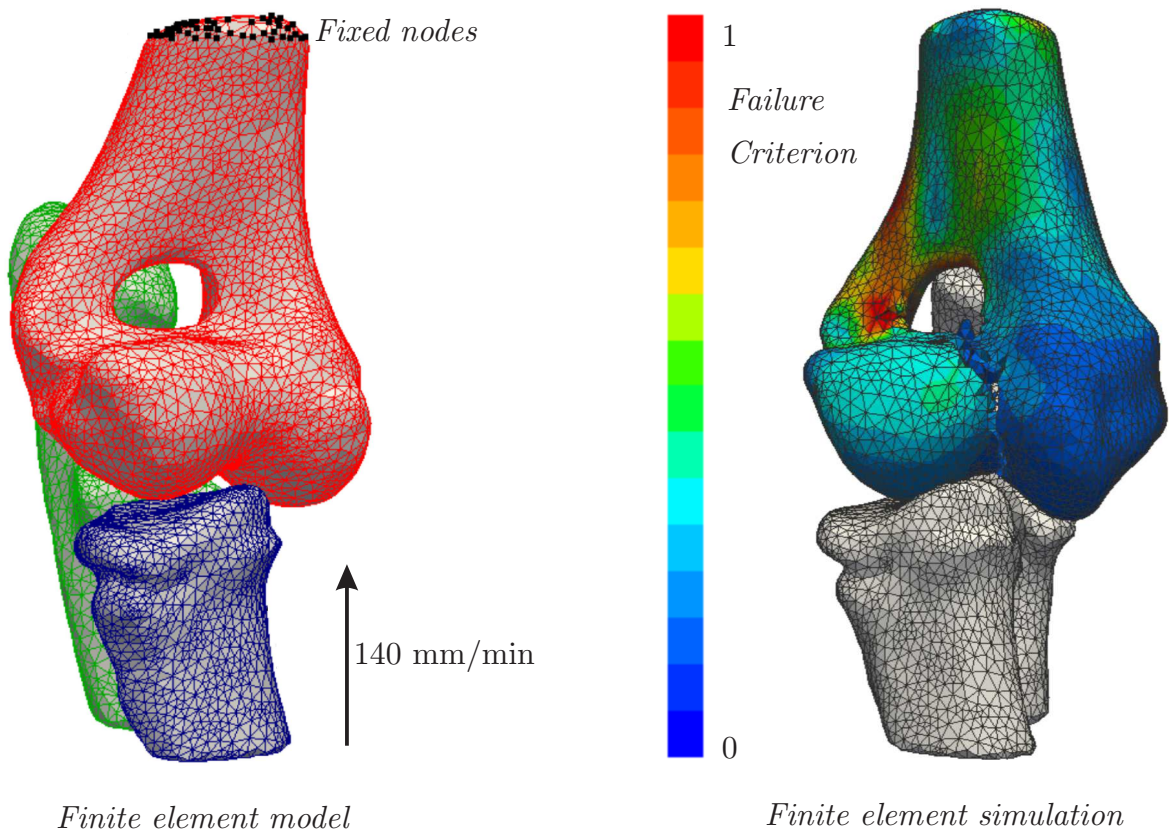 Fixed nodes
1
Failure
Criterion
140 mm/min
0
Finite element model
Finite element simulation